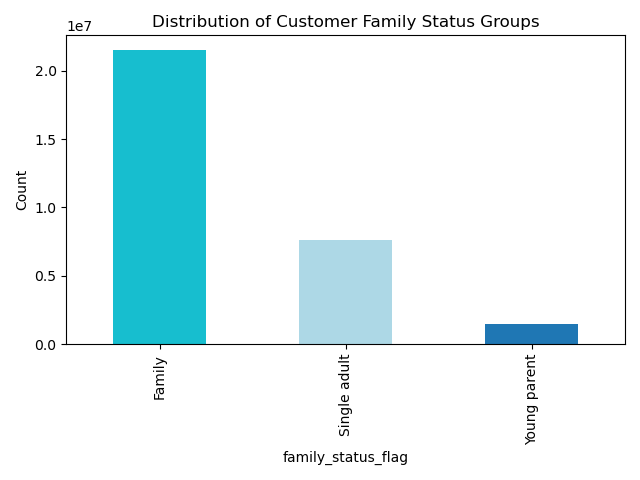 Distribution of Customer Family Status Groups
1e7
2.0
1.5
1.0
0.5
0.0
Count
Family
Single adult
Young parent
family_status_flag